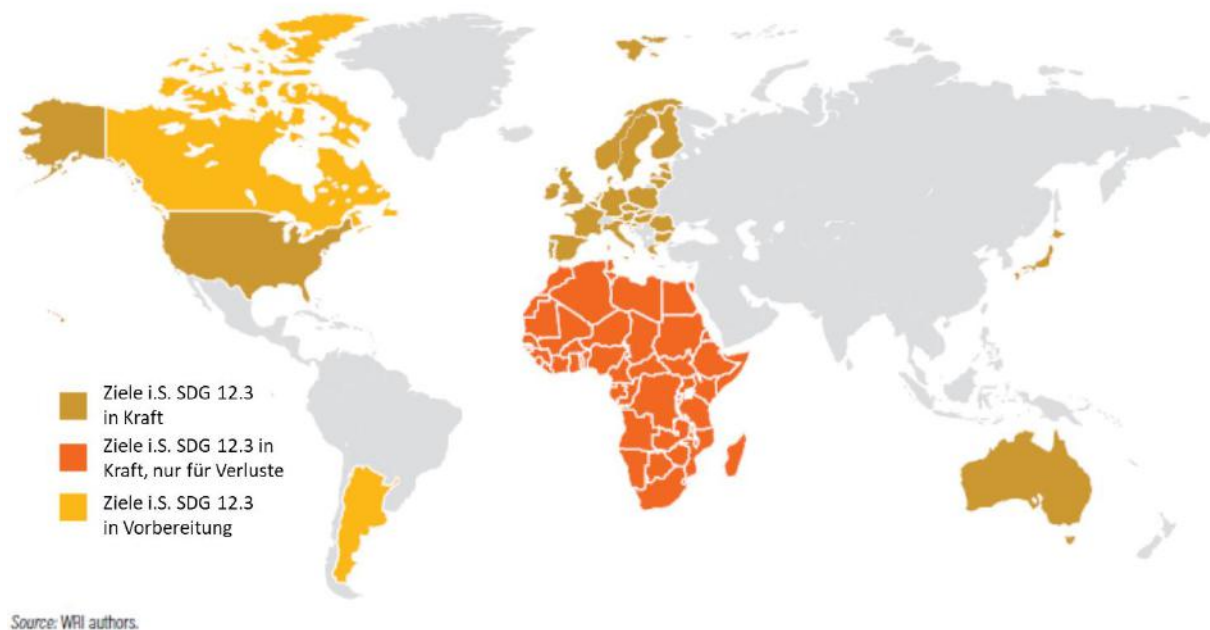 Ziele i.S. SDG 12.3
in Kraft
Ziele i.S. SDG 12.3 in
Kraft, nur für Verluste
Ziele i.S. SDG 12.3
in Vorbereitung
Source: WRI authors.